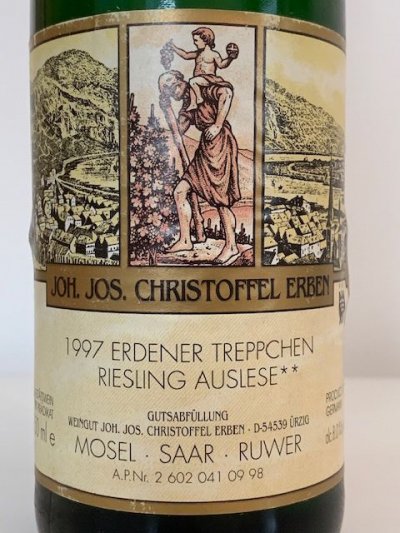 JOH. JOS. CHRISTOFFEL ERBEN
1997 ERDENER TREPPCHEN
RIESLING AUSLESE**
GUTSABFÜLLUNG
WEINGUT JOH. JOS. CHRISTOFFEL ERBEN · D-54539 ÜRZIG
MOSEL · SAAR · RUWER
A.P.Nr. 2 602 041 09 98